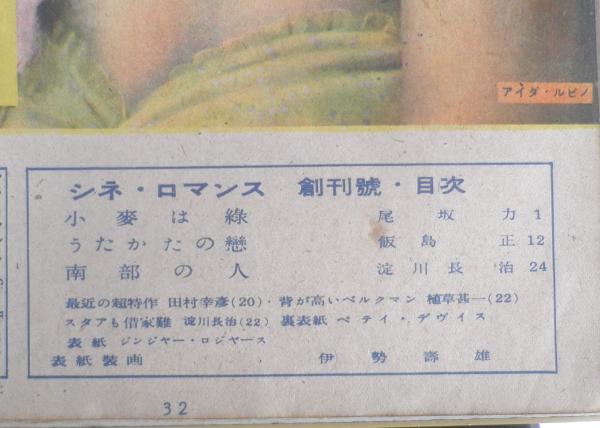 アイダ・ルピノ
シネ・ロマンス 創刊號・目次
小麥は綠 尾坂力 1
うたかたの戀 飯島正 12
南部の人 淀川長治 24
最近の超特作 田村幸彥(20)・背が高いベルクマン 植草甚一(22)
スタアも借家難 淀川長治(22) 裏表紙 ベティ・デヴイス
表紙 ジンジヤー・ロジヤース
表紙裝画 伊勢壽雄
32